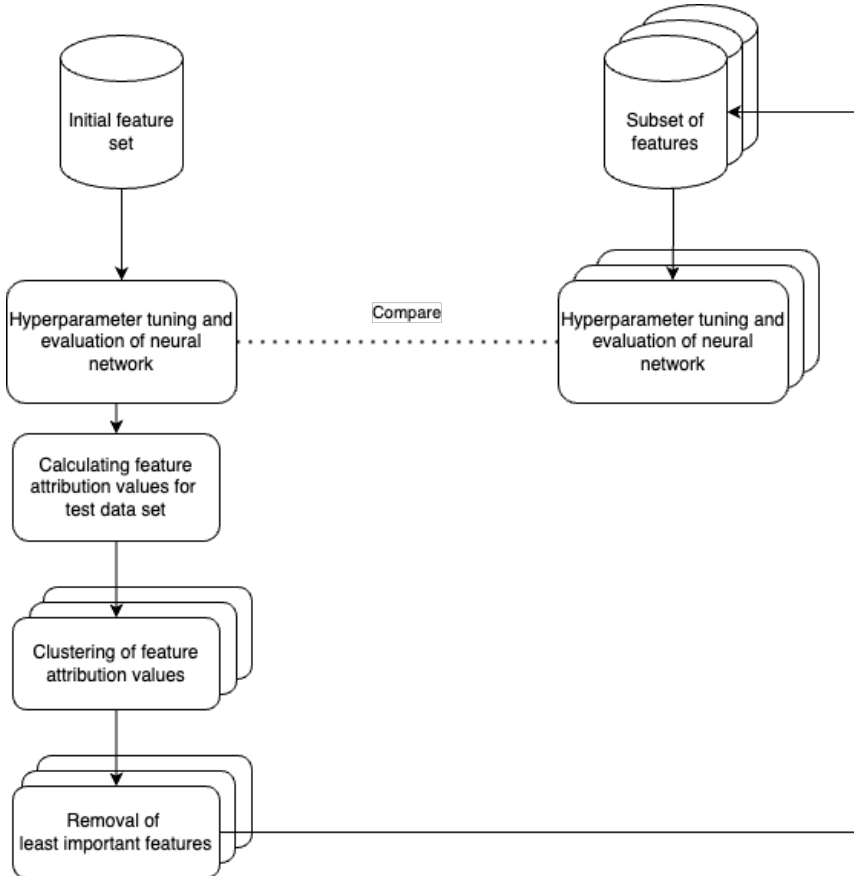 Initial feature
set
Subset of
features
Hyperparameter tuning and
evaluation of neural
network
Compare
Hyperparameter tuning and
evaluation of neural
network
Calculating feature
attribution values for
test data set
Clustering of feature
attribution values
Removal of
least important features